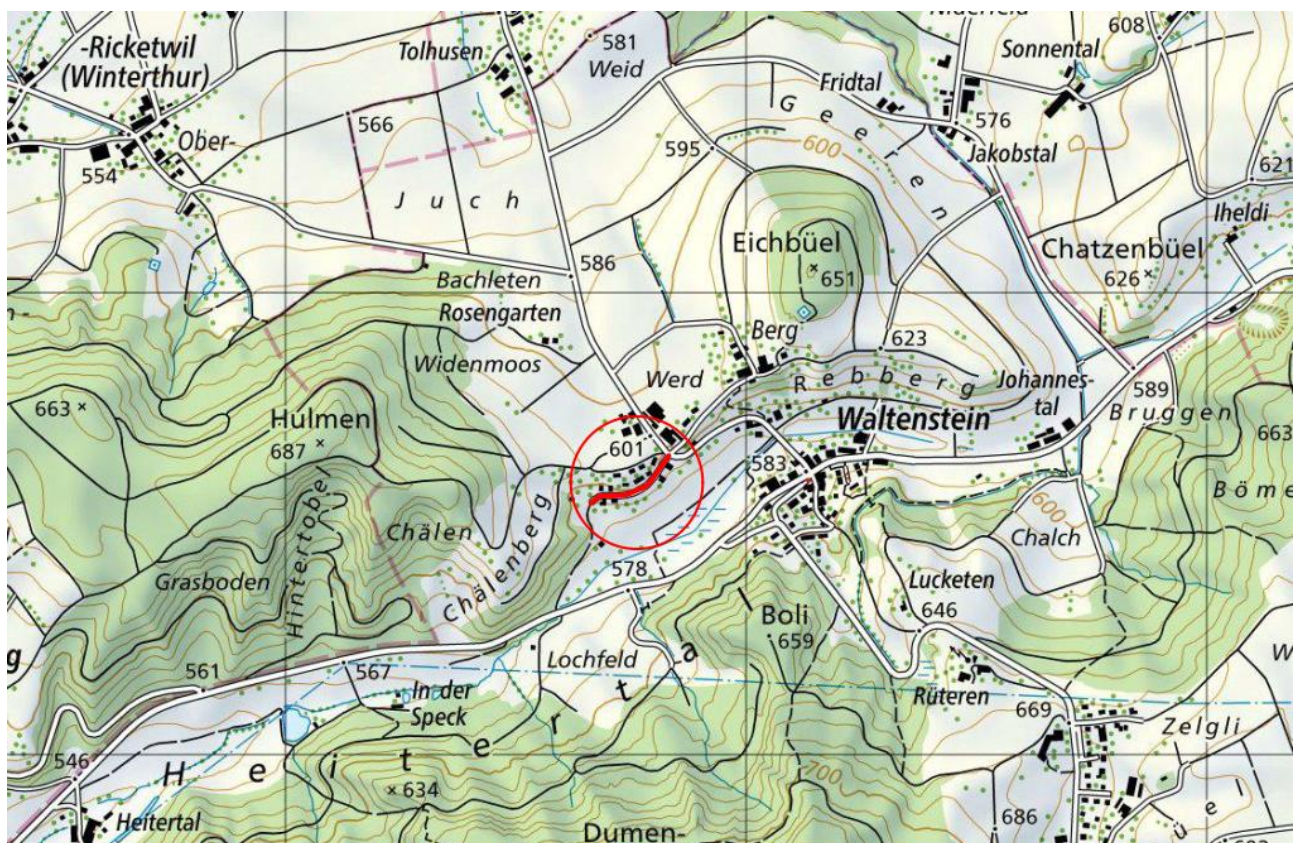 -Ricketwil
(Winterthur)
Tolhusen
581
Weid
Sonnental
608
Fridtal
Geeren
576
Jakobstal
566
Ober-
554
595
600
621
Iheldi
Juch
Eichbüel
651
Chatzenbüel
626
586
Bachleten
Rosengarten
Berg
623
Widenmoos
Werd
Rebberg
Johannes-
tal
589
Bruggen
663
Hulmen
687
601
Waltenstein
583
663
Hintertobel
Chälen
Chälenberg
600
Chalch
Grasboden
578
Lucketen
646
Boli
659
561
567
Lochfeld
Rüteren
In der
Speck
669
Zelgli
546
Heitertal
634
700
686
Heitertal
Dumen-